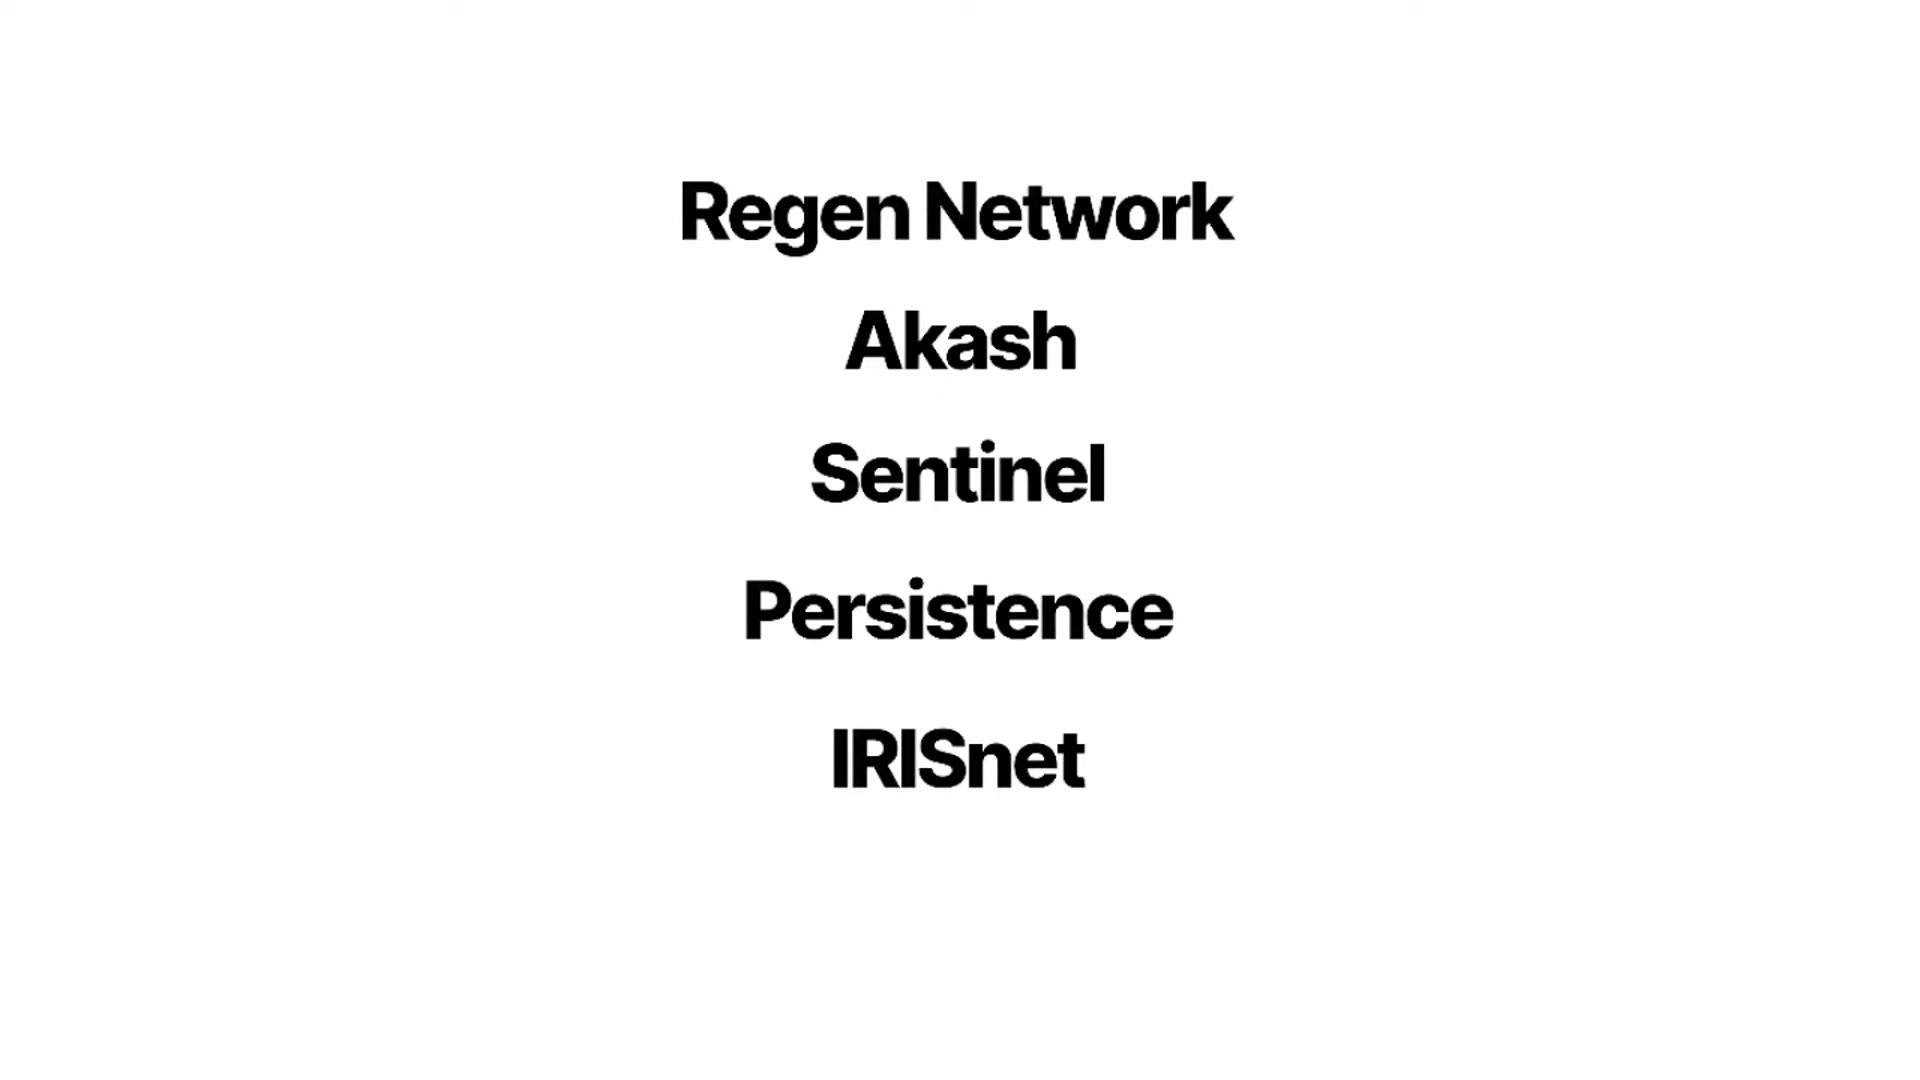 Regen Network
Akash
Sentinel
Persistence
IRISnet